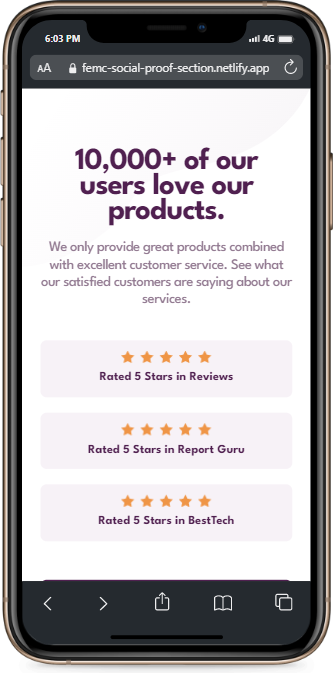 6:03 PM 4G
AA femc-social-proof-section.netlify.app
10,000+ of our
users love our
products.
We only provide great products combined
with excellent customer service. See what
our satisfied customers are saying about our
services.
Rated 5 Stars in Reviews
Rated 5 Stars in Report Guru
Rated 5 Stars in BestTech